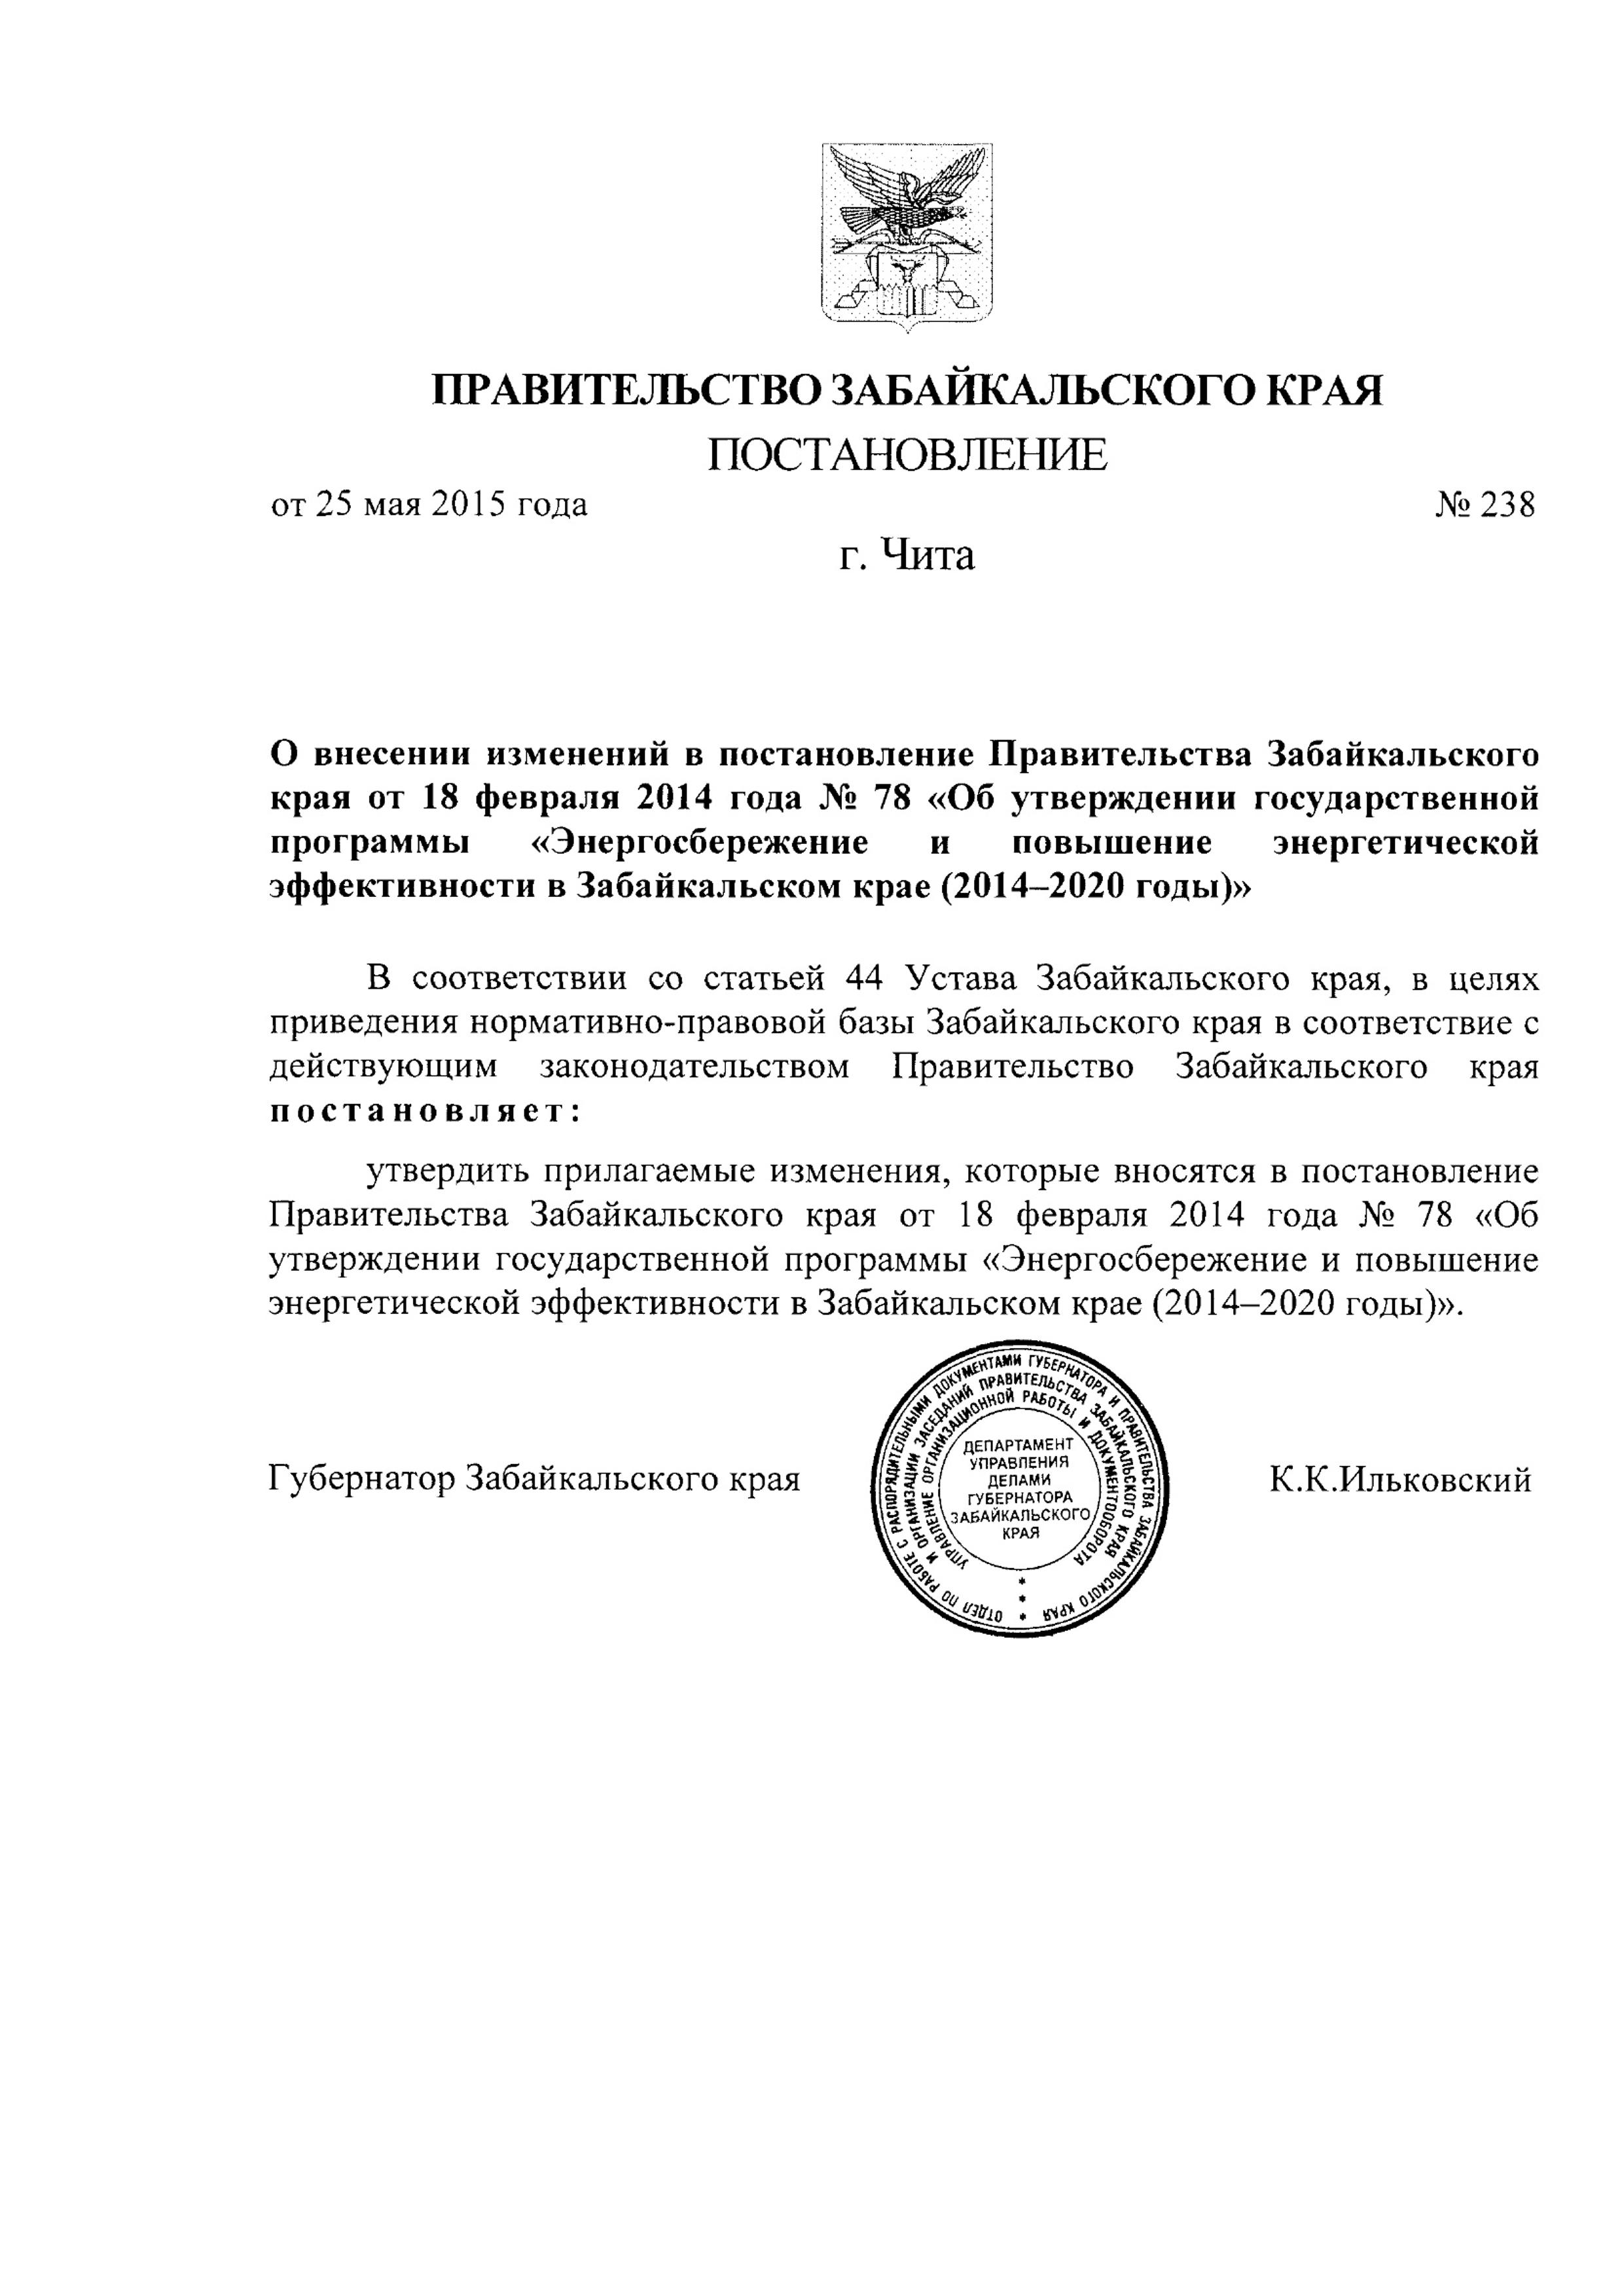 ПРАВИТЕЛЬСТВО ЗАБАЙКАЛЬСКОГО КРАЯ
ПОСТАНОВЛЕНИЕ
от 25 мая 2015 года № 238
г. Чита
О внесении изменений в постановление Правительства Забайкальского
края от 18 февраля 2014 года № 78 «Об утверждении государственной
программы «Энергосбережение и повышение энергетической
эффективности в Забайкальском крае (2014–2020 годы)»
В соответствии со статьей 44 Устава Забайкальского края, в целях
приведения нормативно-правовой базы Забайкальского края в соответствие с
действующим законодательством Правительство Забайкальского края
постановляет:
утвердить прилагаемые изменения, которые вносятся в постановление
Правительства Забайкальского края от 18 февраля 2014 года № 78 «Об
утверждении государственной программы «Энергосбережение и повышение
энергетической эффективности в Забайкальском крае (2014–2020 годы)».
Губернатор Забайкальского края К.К.Ильковский
ОТДЕЛ ПО РАБОТЕ С РАСПОРЯДИТЕЛЬНЫМИ ДОКУМЕНТАМИ ГУБЕРНАТОРА И ПРАВИТЕЛЬСТВА ЗАБАЙКАЛЬСКОГО КРАЯ
И ОРГАНИЗАЦИИ ЗАСЕДАНИЙ ПРАВИТЕЛЬСТВА ЗАБАЙКАЛЬСКОГО КРАЯ
УПРАВЛЕНИЕ ОРГАНИЗАЦИОННОЙ РАБОТЫ И ДОКУМЕНТООБОРОТА
ДЕПАРТАМЕНТ
УПРАВЛЕНИЯ
ДЕЛАМИ
ГУБЕРНАТОРА
ЗАБАЙКАЛЬСКОГО
КРАЯ